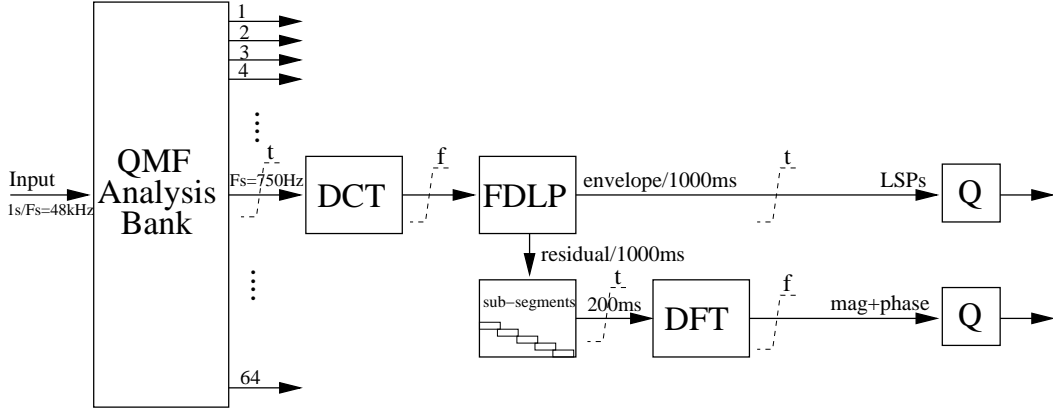 1
2
3
4
t
f
t
QMF
Analysis
Bank
Input
1s/Fs=48kHz
Fs=750Hz
DCT
FDLP
envelope/1000ms
LSPs
Q
residual/1000ms
sub-segments
t
200ms
DFT
f
mag+phase
Q
64